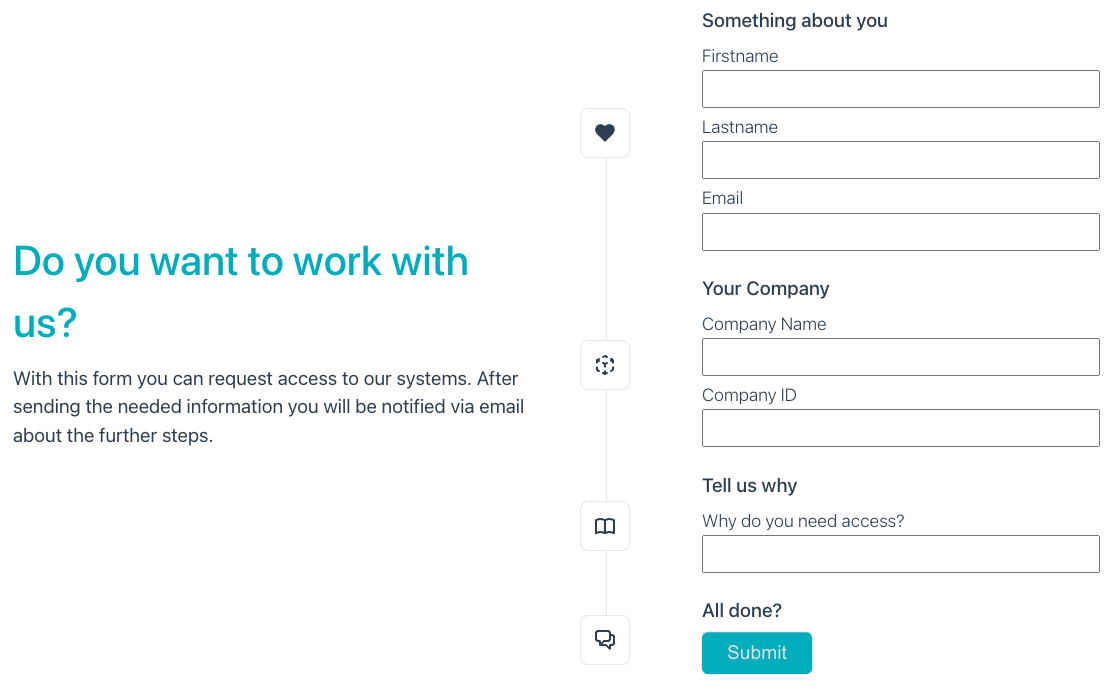 Do you want to work with
us?
With this form you can request access to our systems. After
sending the needed information you will be notified via email
about the further steps.
Something about you
Firstname
Lastname
Email
Your Company
Company Name
Company ID
Tell us why
Why do you need access?
All done?
Submit